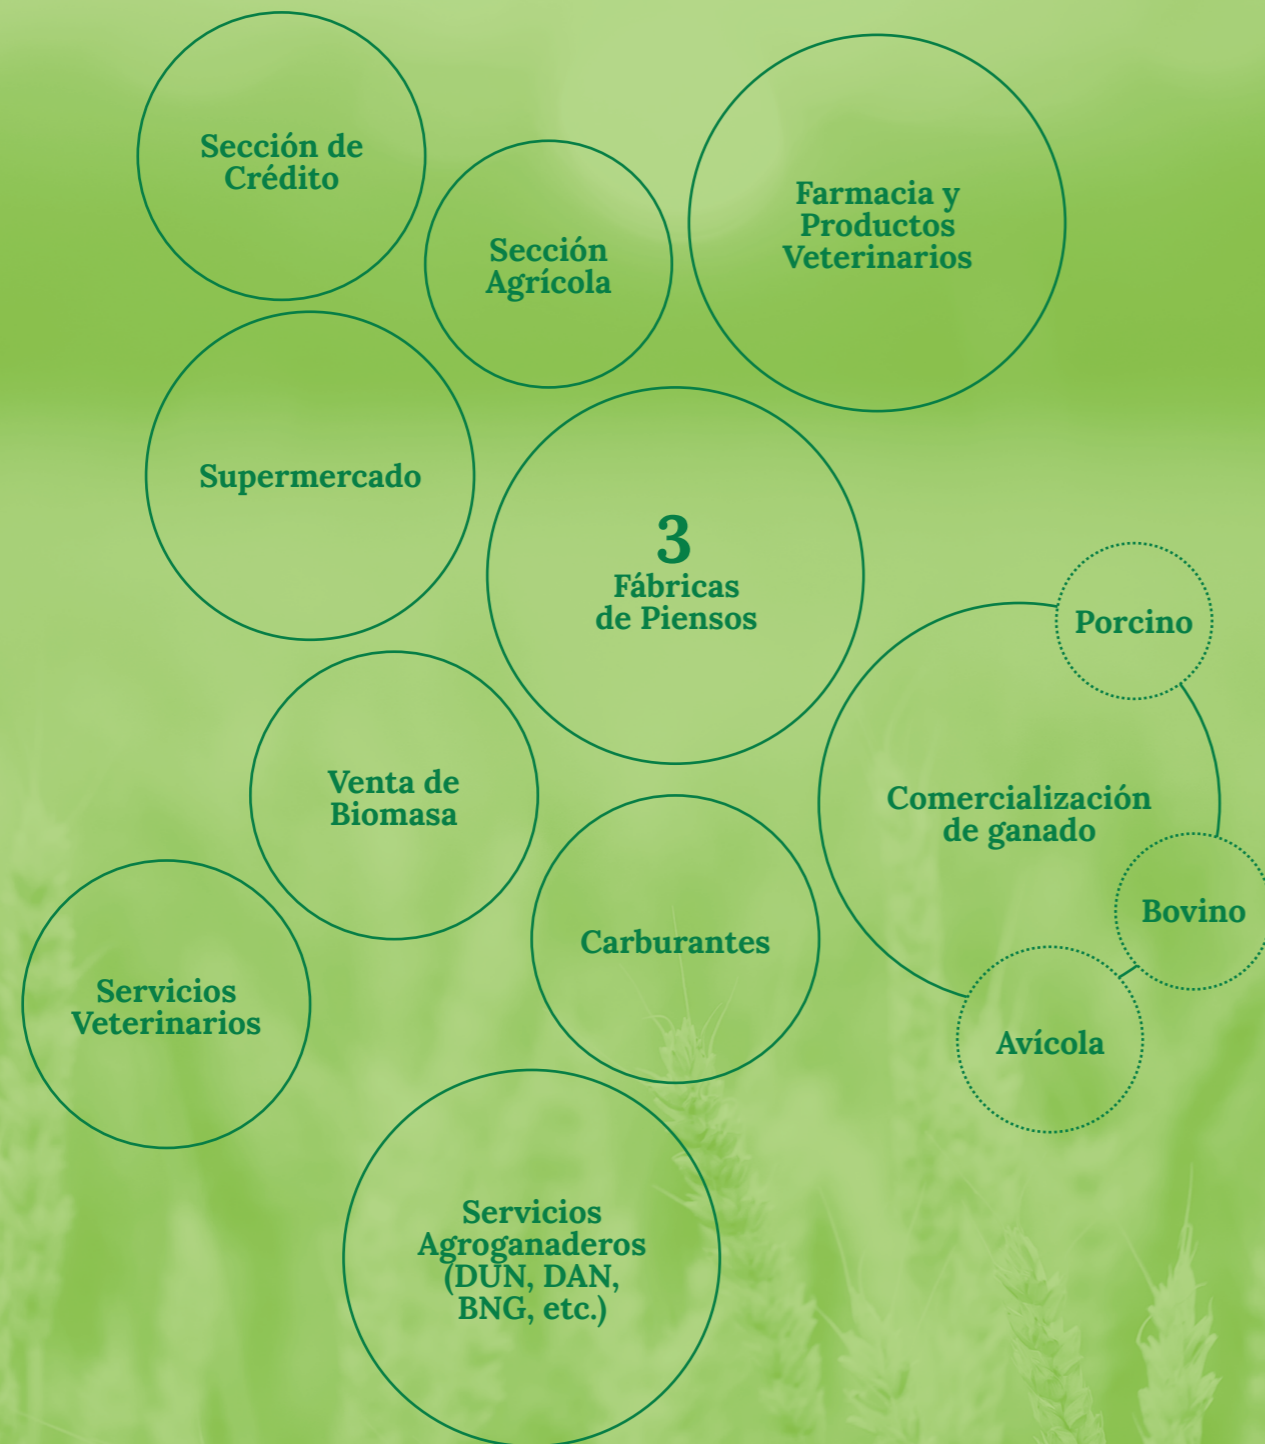 Sección de
Crédito
Sección
Agrícola
Farmacia y
Productos
Veterinarios
Supermercado
3
Fábricas
de Piensos
Porcino
Comercialización
de ganado
Bovino
Avícola
Venta de
Biomasa
Carburantes
Servicios
Veterinarios
Servicios
Agroganaderos
(DUN, DAN,
BNG, etc.)